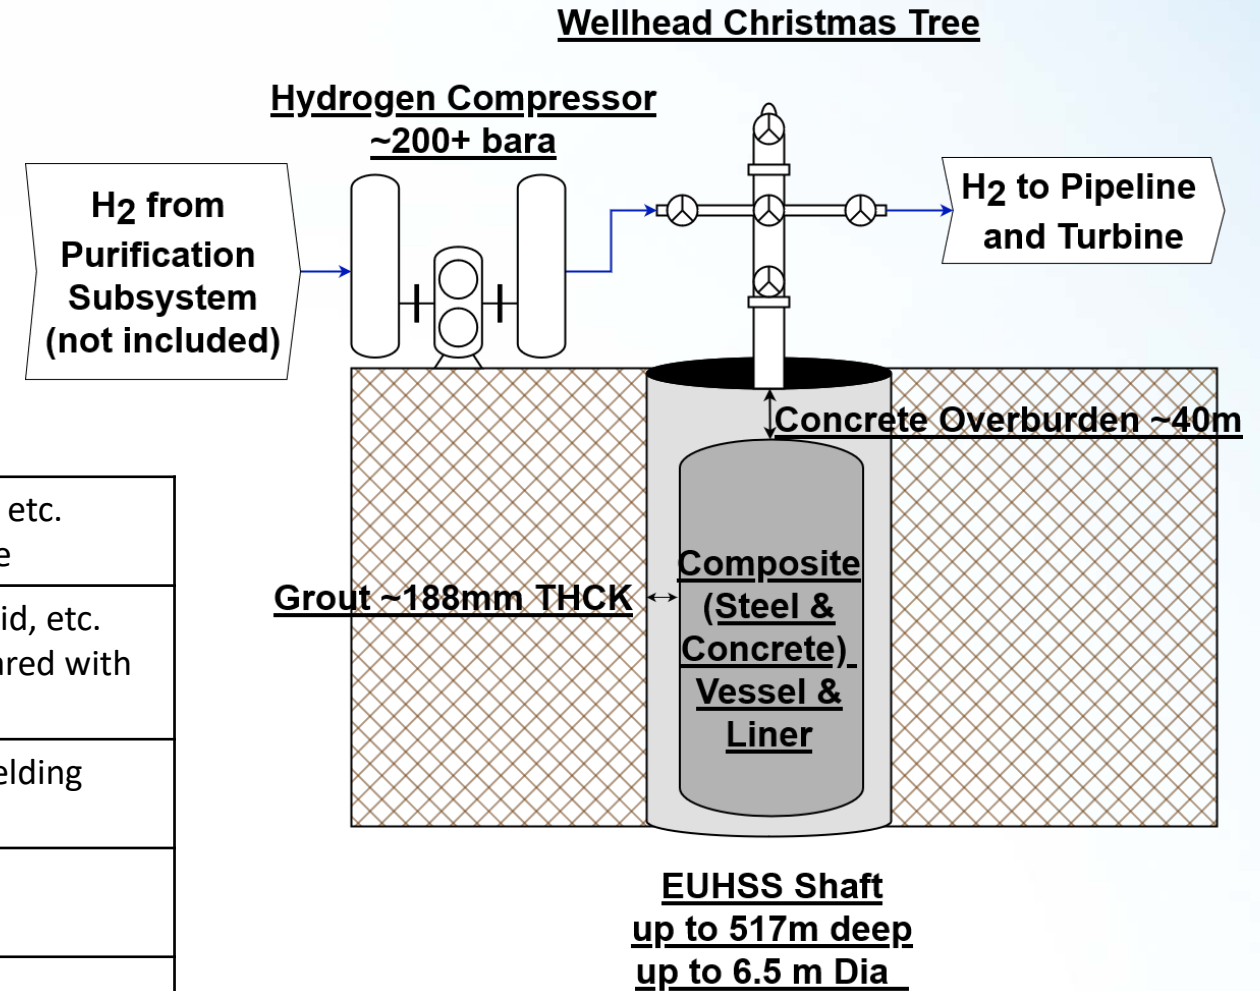 Wellhead Christmas Tree
Hydrogen Compressor
~200+ bara
H2 from
Purification
Subsystem
(not included)
H2 to Pipeline
and Turbine
Concrete Overburden ~40m
Grout ~188mm THCK
Composite
(Steel &
Concrete)
Vessel &
Liner
EUHSS Shaft
up to 517m deep
up to 6.5 m Dia
etc.
e
id, etc.
ared with
elding